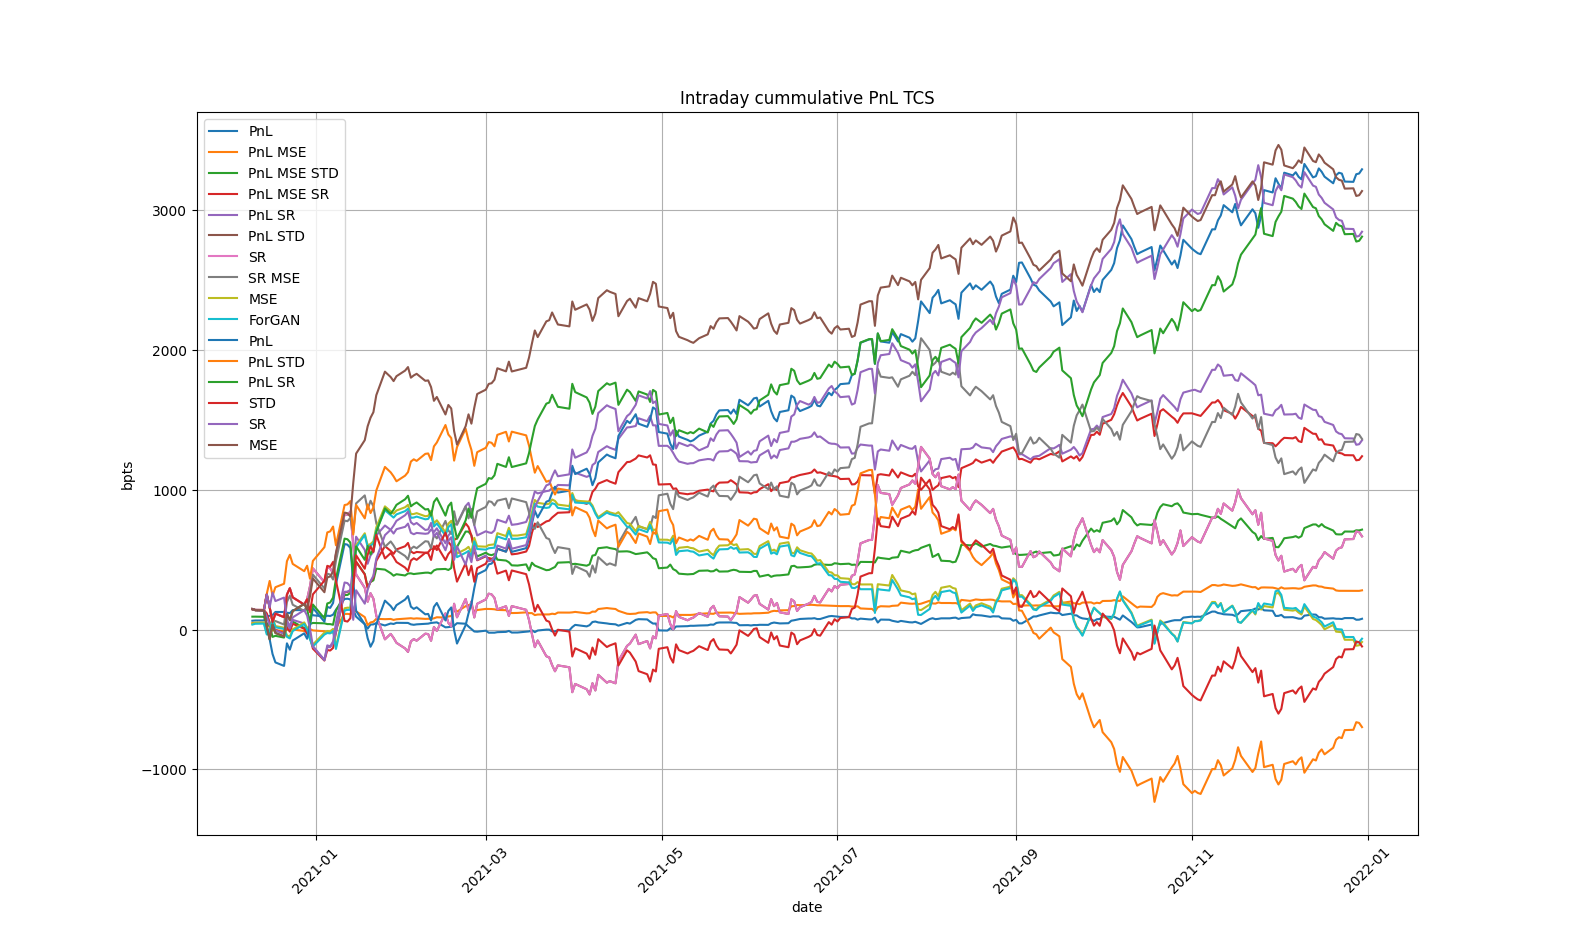 Intraday cummulative PnL TCS
PnL
PnL MSE
PnL MSE STD
PnL MSE SR
PnL SR
PnL STD
SR
SR MSE
MSE
ForGAN
PnL
PnL STD
PnL SR
STD
SR
MSE
3000
2000
1000
0
−1000
bpts
2021-01
2021-03
2021-05
2021-07
2021-09
2021-11
2022-01
date